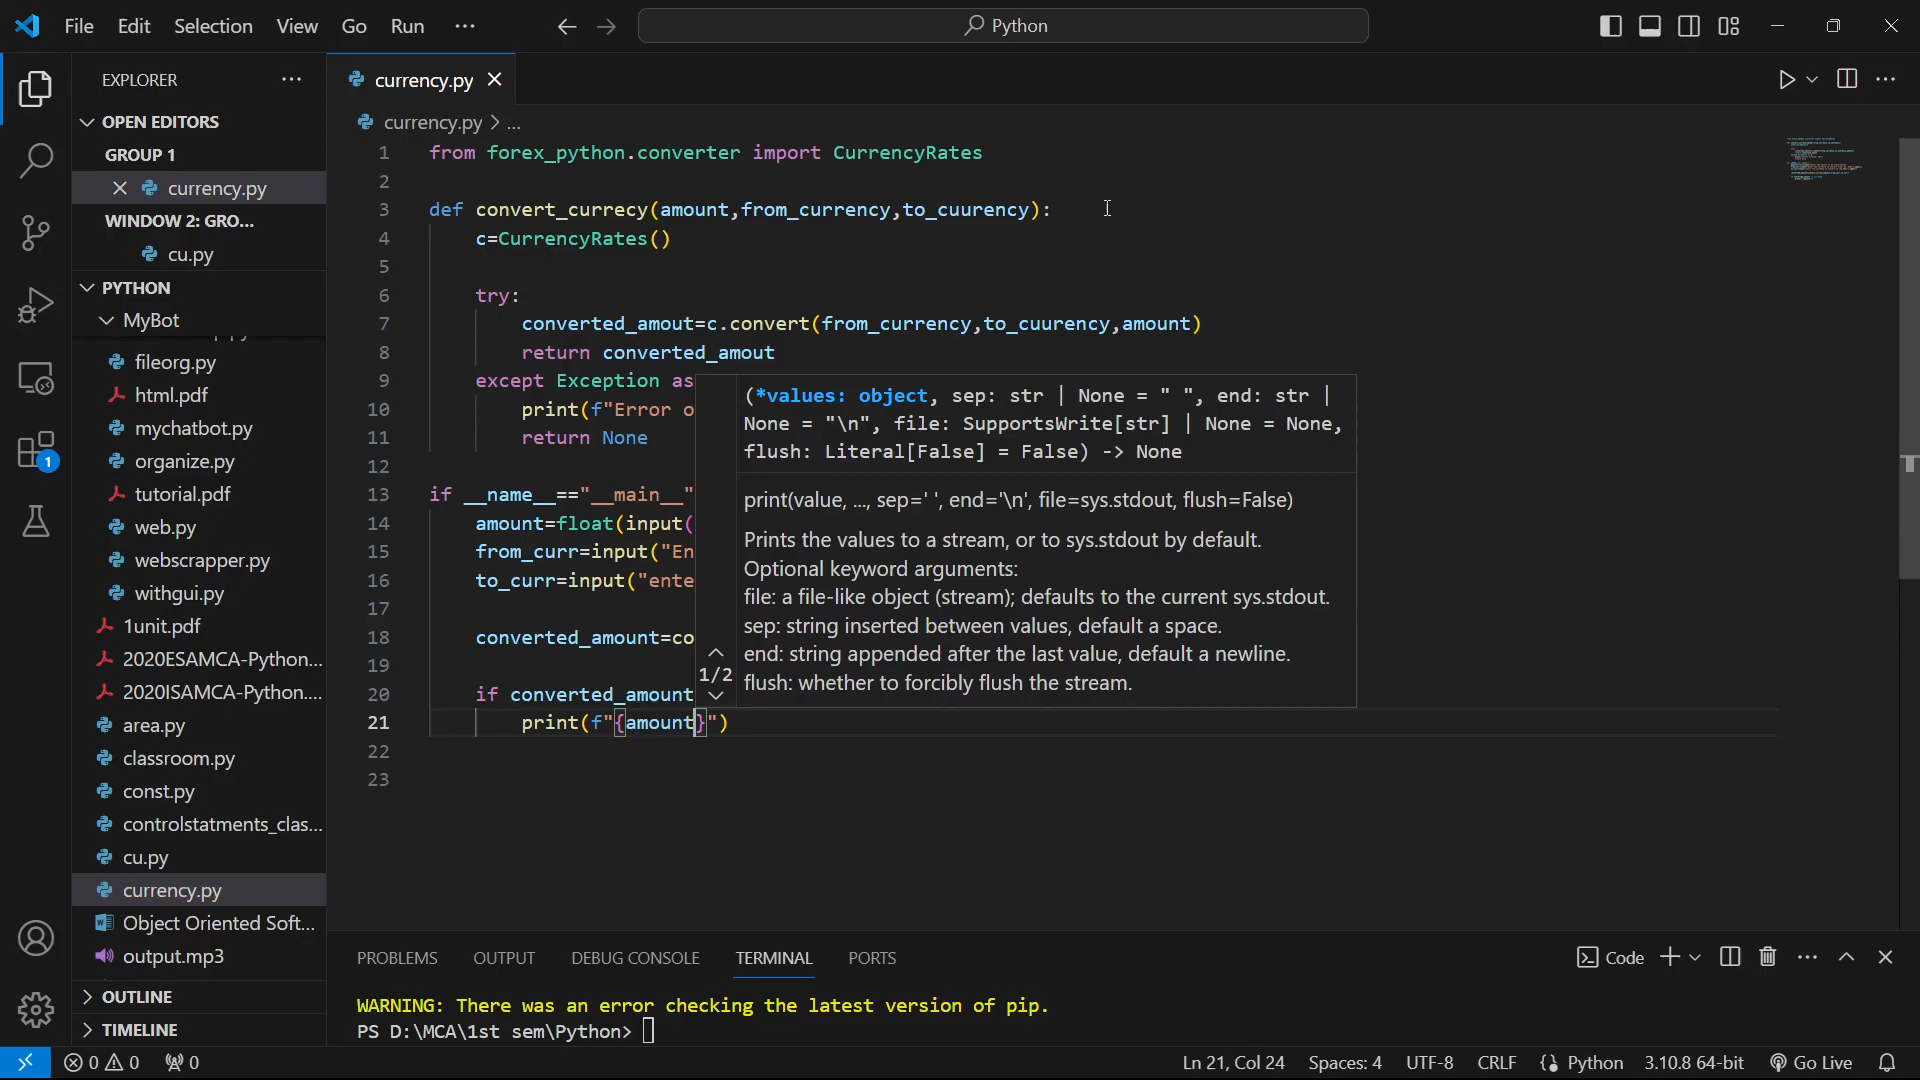 File Edit Selection View Go Run ··· Python
EXPLORER ···
OPEN EDITORS
GROUP 1
currency.py
WINDOW 2: GRO...
cu.py
PYTHON
MyBot
fileorg.py
html.pdf
mychatbot.py
organize.py
tutorial.pdf
web.py
webscrapper.py
withgui.py
1unit.pdf
2020ESAMCA-Python...
2020ISAMCA-Python....
area.py
classroom.py
const.py
controlstatments_clas...
cu.py
currency.py
Object Oriented Soft...
output.mp3
OUTLINE
TIMELINE
currency.py
currency.py > ...
1 from forex_python.converter import CurrencyRates
2
3 def convert_currecy(amount,from_currency,to_cuurency):
4 c=CurrencyRates()
5
6 try:
7 converted_amout=c.convert(from_currency,to_cuurency,amount)
8 return converted_amout
9 except Exception as
10 print(f"Error o
11 return None
12
13 if __name__=="__main__"
14 amount=float(input(
15 from_curr=input("En
16 to_curr=input("ente
17
18 converted_amount=co
19
20 if converted_amount
21 print(f"{amount}")
22
23
(*values: object, sep: str | None = " ", end: str |
None = "\n", file: SupportsWrite[str] | None = None,
flush: Literal[False] = False) -> None
print(value, ..., sep=' ', end='\n', file=sys.stdout, flush=False)
Prints the values to a stream, or to sys.stdout by default.
Optional keyword arguments:
file: a file-like object (stream); defaults to the current sys.stdout.
sep: string inserted between values, default a space.
end: string appended after the last value, default a newline.
flush: whether to forcibly flush the stream.
1/2
PROBLEMS OUTPUT DEBUG CONSOLE TERMINAL PORTS Code
WARNING: There was an error checking the latest version of pip.
PS D:\MCA\1st sem\Python>
1
0 0 0 Ln 21, Col 24 Spaces: 4 UTF-8 CRLF Python 3.10.8 64-bit Go Live